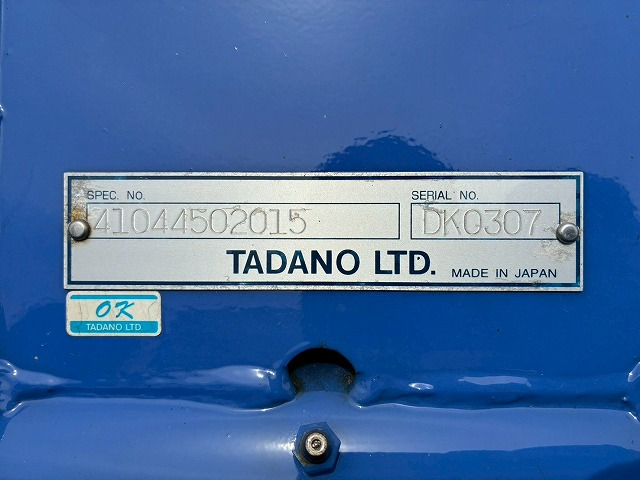 SPEC. NO.
SERIAL NO.
41044502015
DK0307
TADANO LTD. MADE IN JAPAN
OK
TADANO LTD